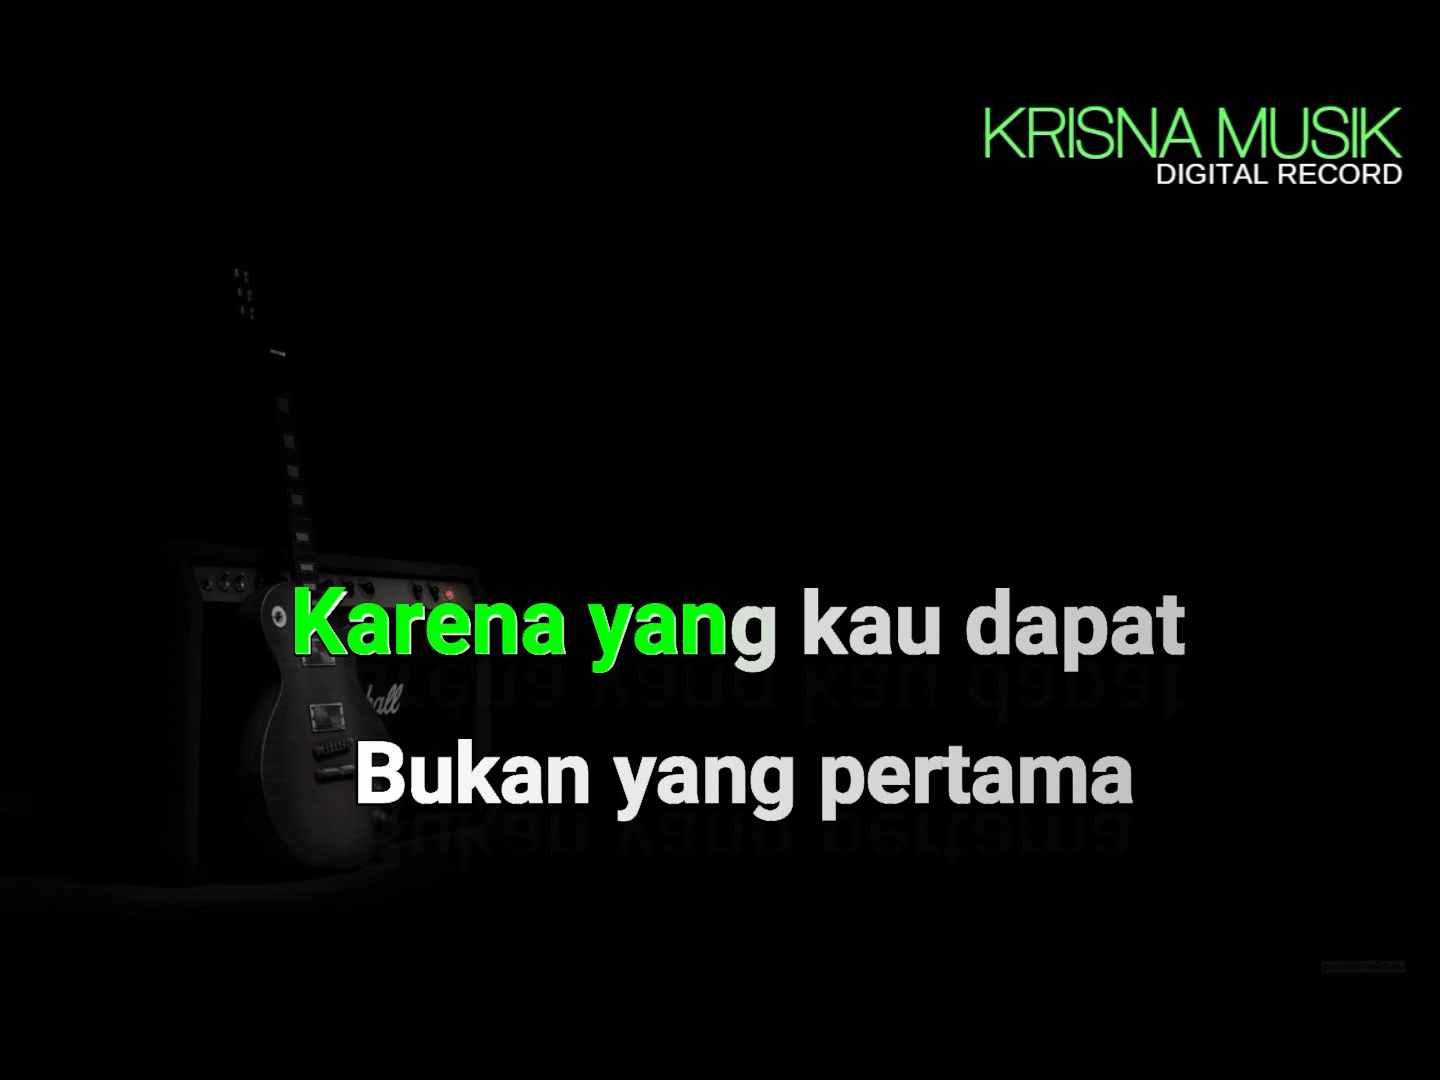 KRISNA MUSIK
DIGITAL RECORD
Karena yang kau dapat
Bukan yang pertama